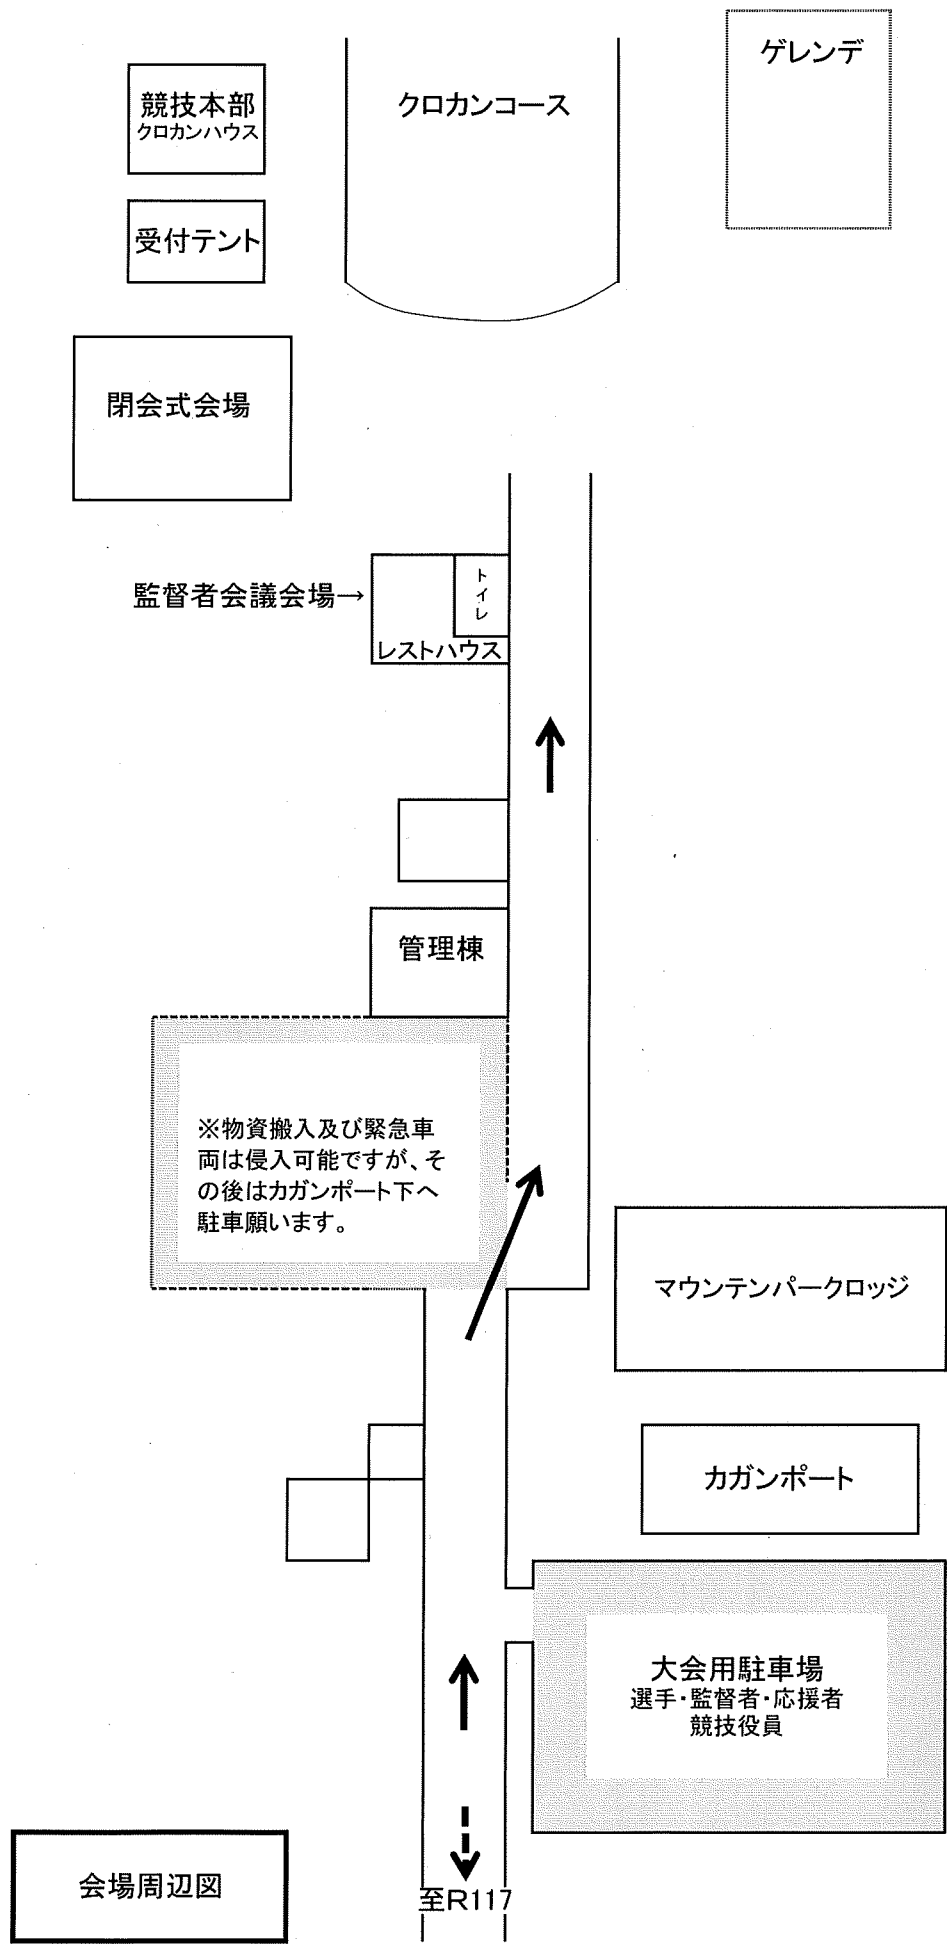 ゲレンデ
競技本部
クロカンハウス
クロカンコース
受付テント
閉会式会場
トイレ
監督者会議会場→
レストハウス
管理棟
※物資搬入及び緊急車
両は侵入可能ですが、そ
の後はカガンポート下へ
駐車願います。
マウンテンパークロッジ
カガンポート
大会用駐車場
選手・監督者・応援者
競技役員
会場周辺図
至R117